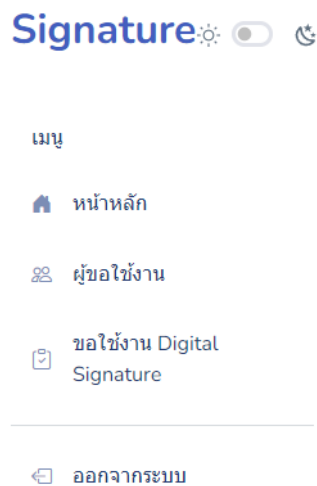 Signature
เมนู
หน้าหลัก
ผู้ขอใช้งาน
ขอใช้งาน Digital
Signature
ออกจากระบบ